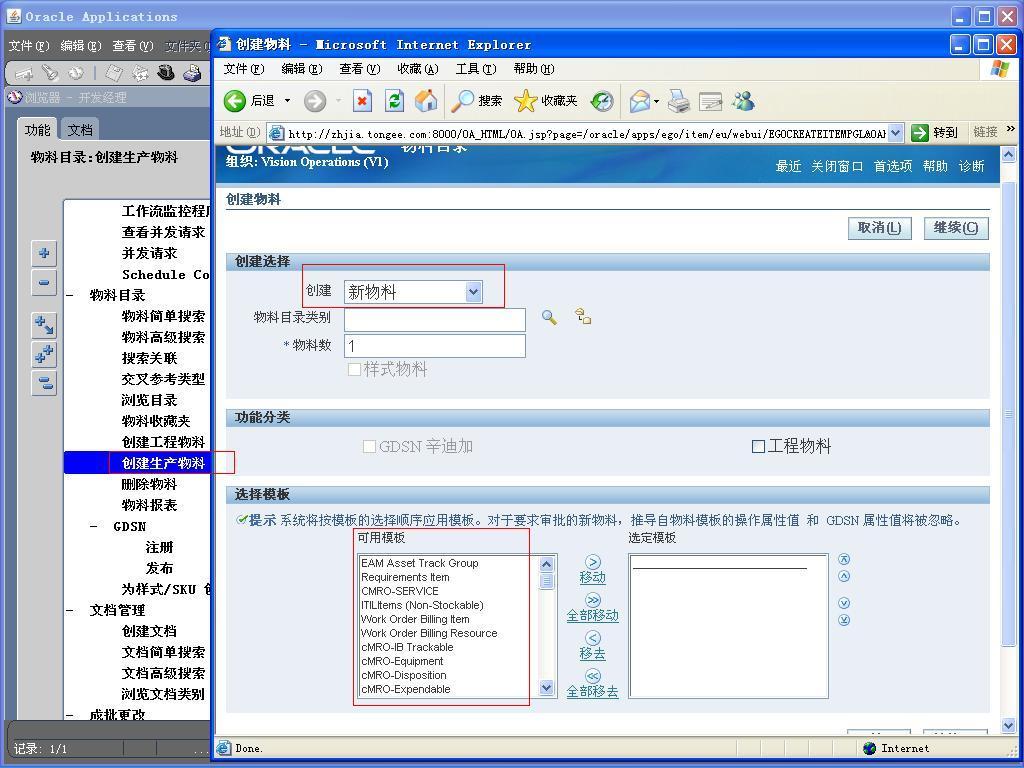 Oracle Applications
文件(F) 编辑(E) 查看(V) 文件夹(
浏览器 - 开发经理
功能 文档
物料目录:创建生产物料
工作流监控程
查看并发请求
并发请求
Schedule Co
- 物料目录
物料简单搜索
物料高级搜索
搜索关联
交叉参考类型
浏览目录
物料收藏夹
创建工程物料
创建生产物料
删除物料
物料报表
- GDSN
注册
发布
为样式/SKU
- 文档管理
创建文档
文档简单搜索
文档高级搜索
浏览文档类别
- 成批更改
记录: 1/1 ...
创建物料 - Microsoft Internet Explorer
文件(F) 编辑(E) 查看(V) 收藏(A) 工具(T) 帮助(H)
后退 搜索 收藏夹
地址(D) http://zhjia.tongee.com:8000/OA_HTML/OA.jsp?page=/oracle/apps/ego/item/eu/webui/EGOCREATEITEMPGL&OAH 转到 链接 »
ORACLE 物料目录
组织: Vision Operations (V1)
最近 关闭窗口 首选项 帮助 诊断
创建物料
取消(L) 继续(C)
创建选择
创建 新物料
物料目录类别
* 物料数 1
样式物料
功能分类
GDSN 辛迪加 工程物料
选择模板
提示 系统将按模板的选择顺序应用模板。对于要求审批的新物料，推导自物料模板的操作属性值 和 GDSN 属性值将被忽略。
可用模板 选定模板
EAM Asset Track Group
Requirements Item
CMRO-SERVICE
ITILItems (Non-Stockable)
Work Order Billing Item
Work Order Billing Resource
cMRO-IB Trackable
cMRO-Equipment
cMRO-Disposition
cMRO-Expendable
移动
全部移动
移去
全部移去
Done. Internet